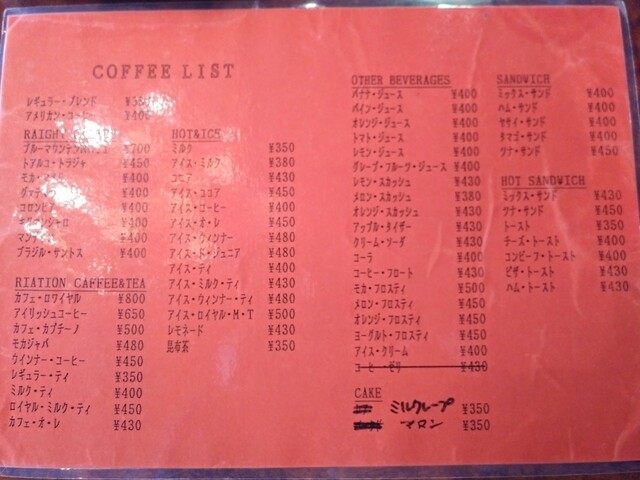 COFFEE LIST
レギュラー・ブレンド
アメリカン・コーヒー ¥400
RAIGHT
ブルーマウンテン ¥700
トアルコ・トラジャ ¥450
モカ・ ¥400
¥400
コロンビア ¥400
キリマンジャロ ¥400
¥400
ブラジル・サントス ¥400
RIATION CAFFEE&TEA
カフェ・ロワイヤル ¥800
アイリッシュコーヒー ¥650
カフェ・カプチーノ ¥500
モカジャバ ¥480
ウインナー・コーヒー ¥450
レギュラー・ティ ¥350
ミルク・ティ ¥400
ロイヤル・ミルク・ティ ¥450
カフェ・オ・レ ¥430
HOT&ICE
ミルク ¥350
アイス・ミルク ¥380
ココア ¥430
アイス・ココア ¥450
アイス・コーヒー ¥400
アイス・オ・レ ¥450
アイス・ウィンナー ¥480
アイス・ド・ジュニア ¥480
アイス・ティ ¥400
アイス・ミルク・ティ ¥430
アイス・ウィンナー・ティ ¥480
アイス・ロイヤル・M・T ¥500
レモネード ¥430
昆布茶 ¥350
OTHER BEVERAGES
バナナ・ジュース ¥400
パイン・ジュース ¥400
オレンジ・ジュース ¥400
トマト・ジュース ¥400
レモン・ジュース ¥400
グレープ・フルーツ・ジュース ¥400
レモン・スカッシュ ¥430
メロン・スカッシュ ¥380
オレンジ・スカッシュ ¥430
アップル・タイザー ¥430
クリーム・ソーダ ¥430
コーラ ¥400
コーヒー・フロート ¥430
モカ・フロスティ ¥500
メロン・フロスティ ¥450
オレンジ・フロスティ ¥450
ヨーグルト・フロスティ ¥450
アイス・クリーム ¥400
コーヒー・ゼリー ¥430
CAKE
ミルクレープ ¥350
マロン ¥350
SANDWICH
ミックス・サンド ¥400
ハム・サンド ¥400
ヤサイ・サンド ¥400
タマゴ・サンド ¥400
ツナ・サンド ¥450
HOT SANDWICH
ミックス・サンド ¥430
ツナ・サンド ¥450
トースト ¥350
チーズ・トースト ¥400
コンビーフ・トースト ¥400
ピザ・トースト ¥430
ハム・トースト ¥430